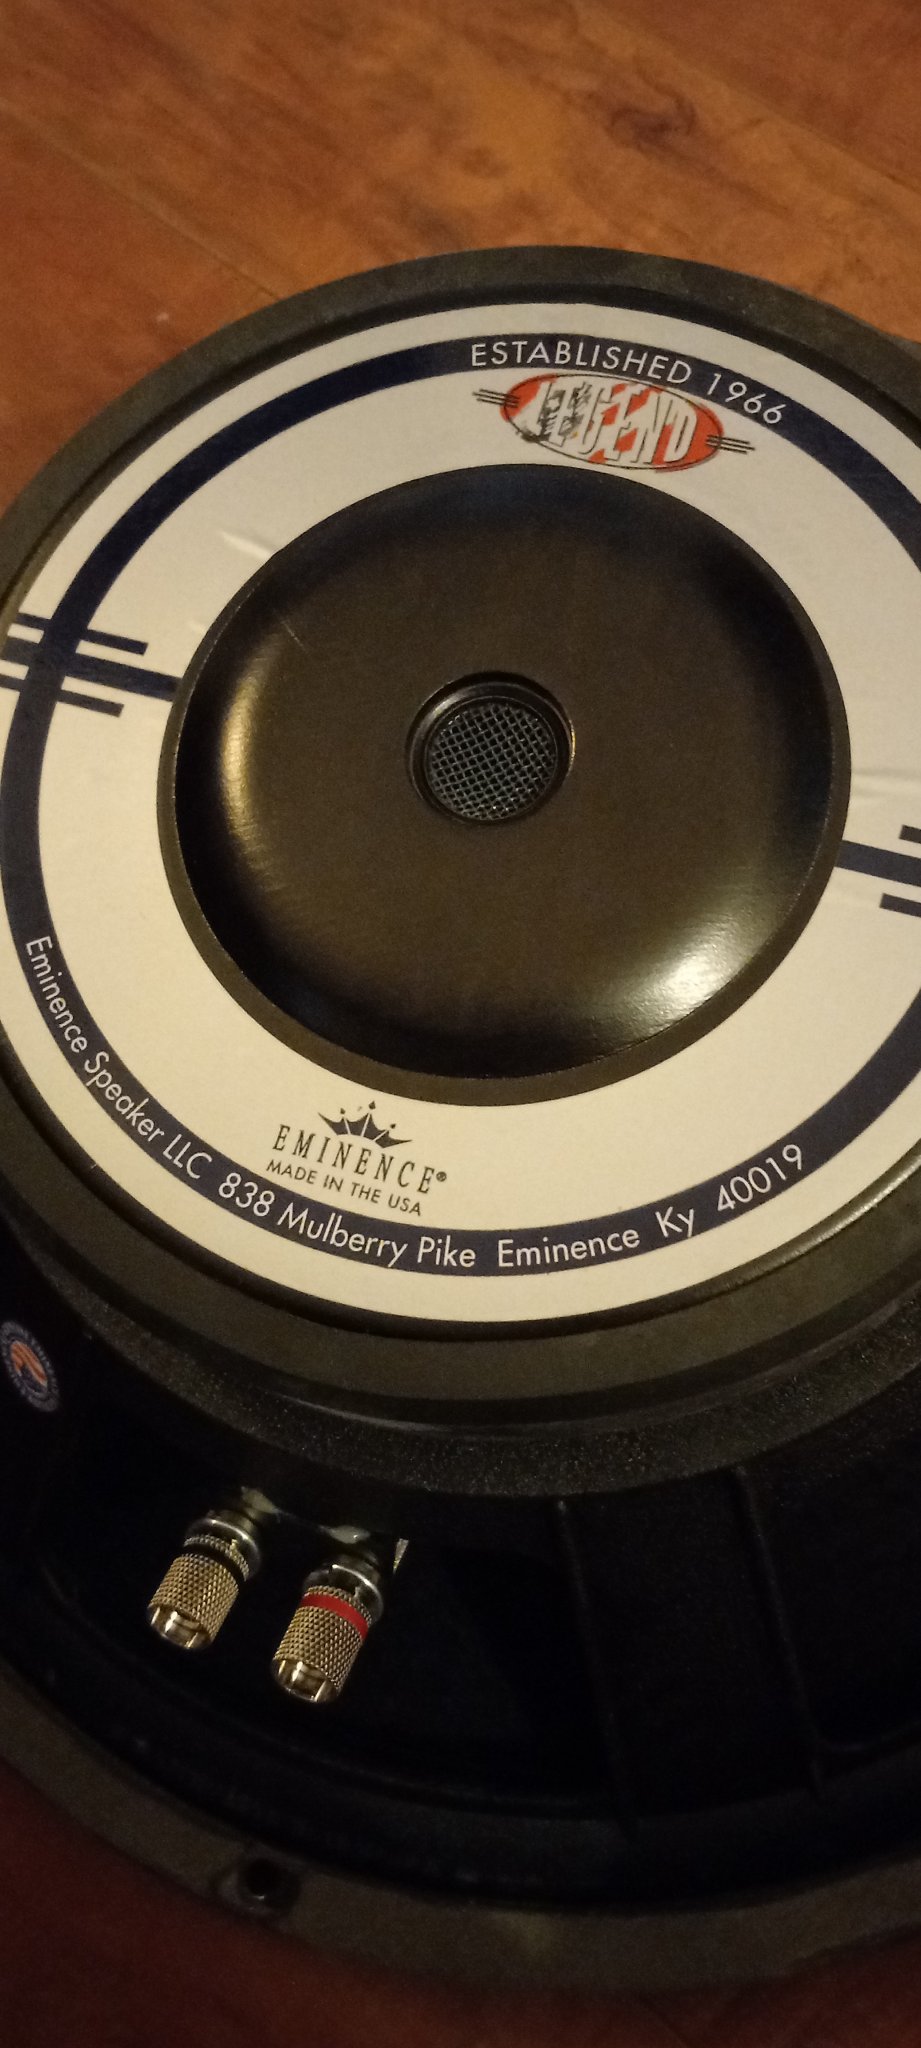 ESTABLISHED 1966
LEGEND
EMINENCE®
MADE IN THE USA
Eminence Speaker LLC 838 Mulberry Pike Eminence Ky 40019